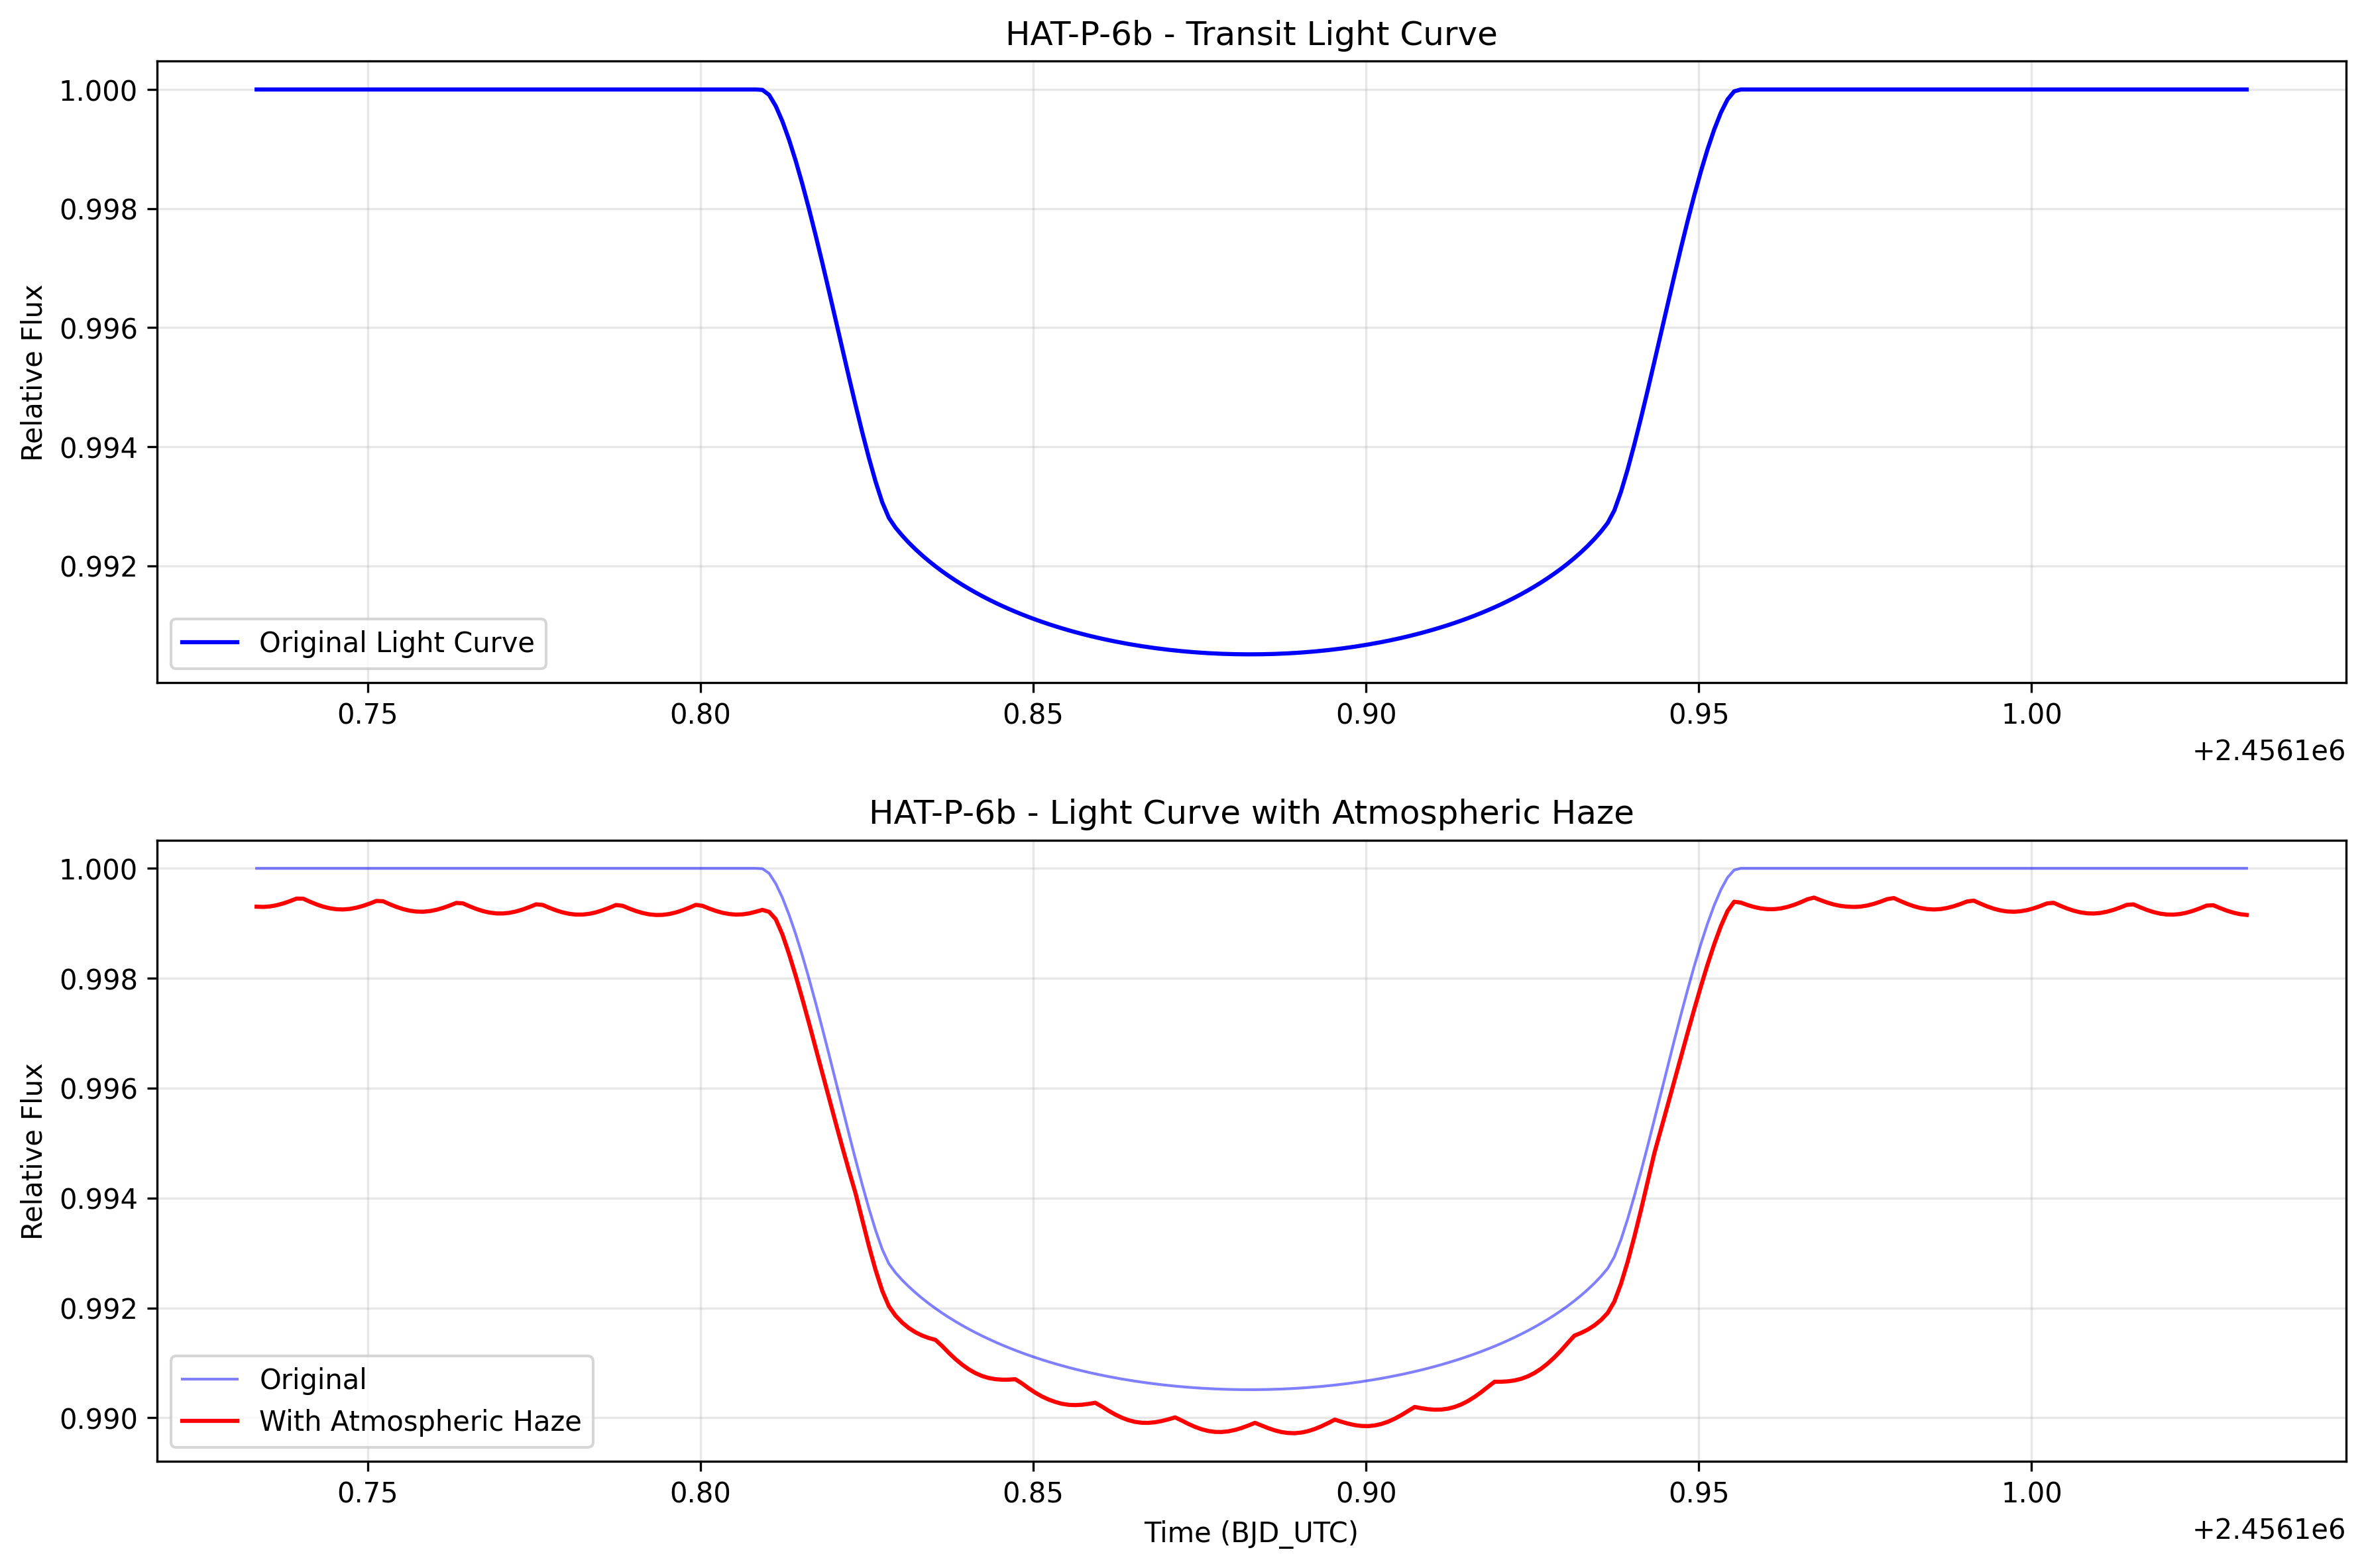 HAT-P-6b - Transit Light Curve
1.000
0.998
0.996
0.994
0.992
Relative Flux
Original Light Curve
0.75 0.80 0.85 0.90 0.95 1.00
+2.4561e6
HAT-P-6b - Light Curve with Atmospheric Haze
1.000
0.998
0.996
0.994
0.992
0.990
Relative Flux
Original
With Atmospheric Haze
0.75 0.80 0.85 0.90 0.95 1.00
Time (BJD_UTC)
+2.4561e6